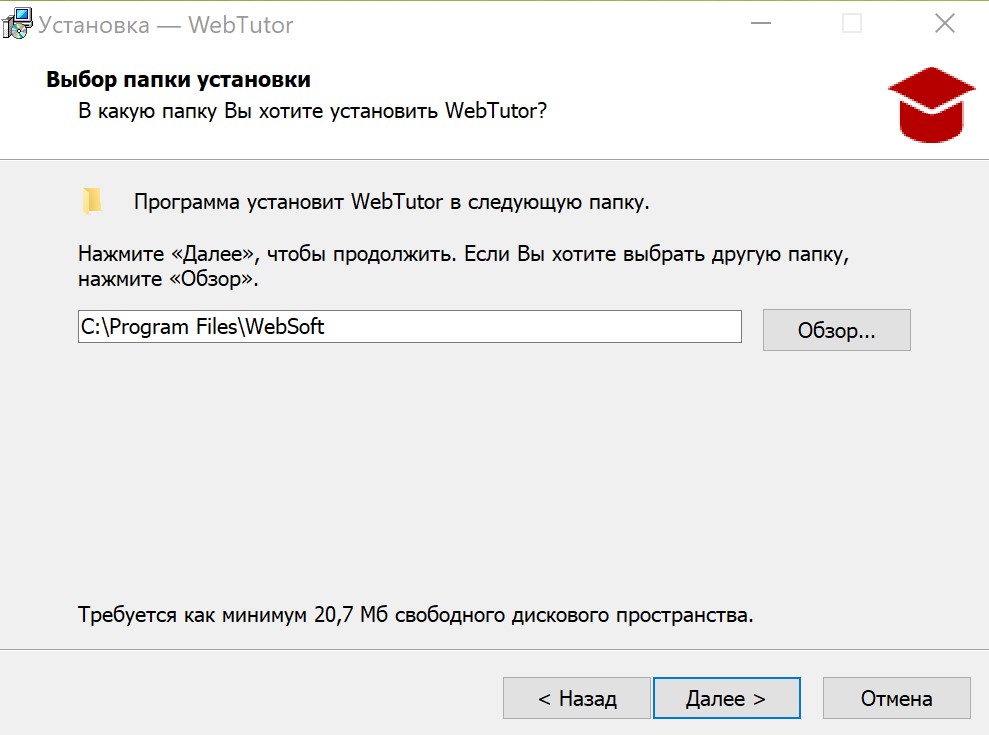 Установка — WebTutor
Выбор папки установки
В какую папку Вы хотите установить WebTutor?
Программа установит WebTutor в следующую папку.
Нажмите «Далее», чтобы продолжить. Если Вы хотите выбрать другую папку,
нажмите «Обзор».
C:\Program Files\WebSoft
Обзор...
Требуется как минимум 20,7 Мб свободного дискового пространства.
< Назад
Далее >
Отмена